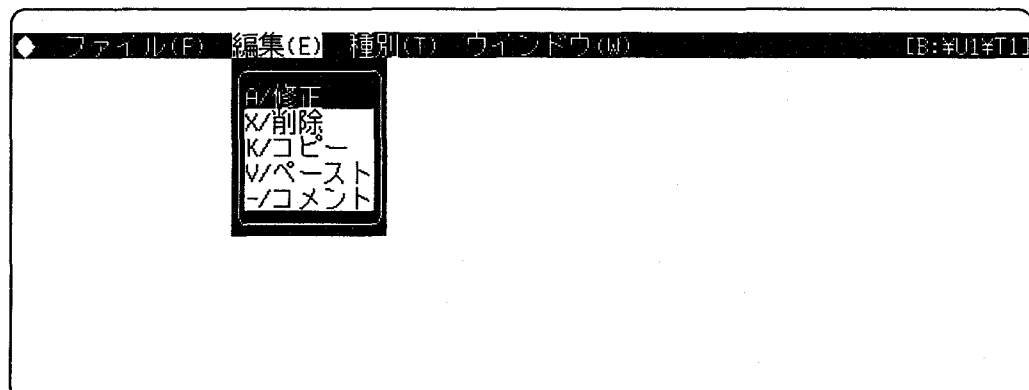 ◆ ファイル(F) 編集(E) 種別(T) ウインドウ(W) [B:¥U1¥T1]
A/修正
X/削除
K/コピー
V/ペースト
-/コメント